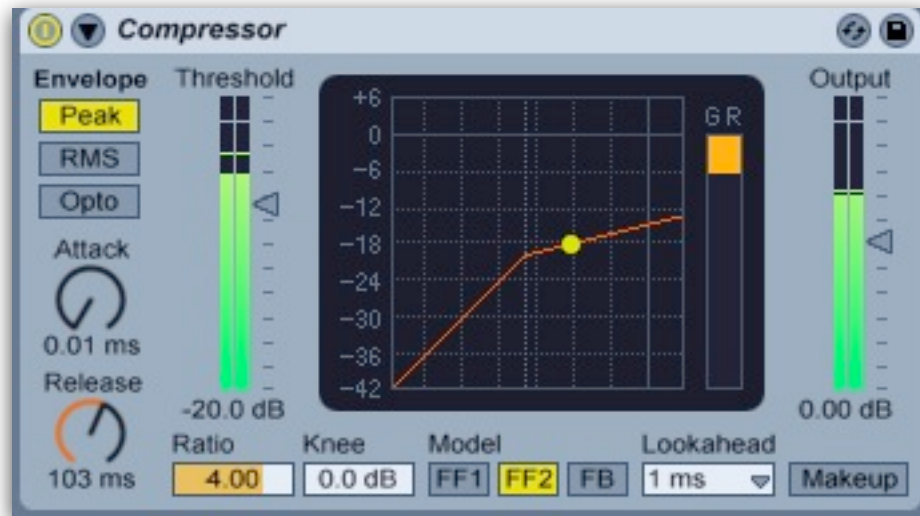 Compressor
Envelope
Peak
RMS
Opto
Attack
0.01 ms
Release
103 ms
Threshold
-20.0 dB
+6
0
-6
-12
-18
-24
-30
-36
-42
GR
Output
0.00 dB
Ratio
4.00
Knee
0.0 dB
Model
FF1 FF2 FB
Lookahead
1 ms
Makeup